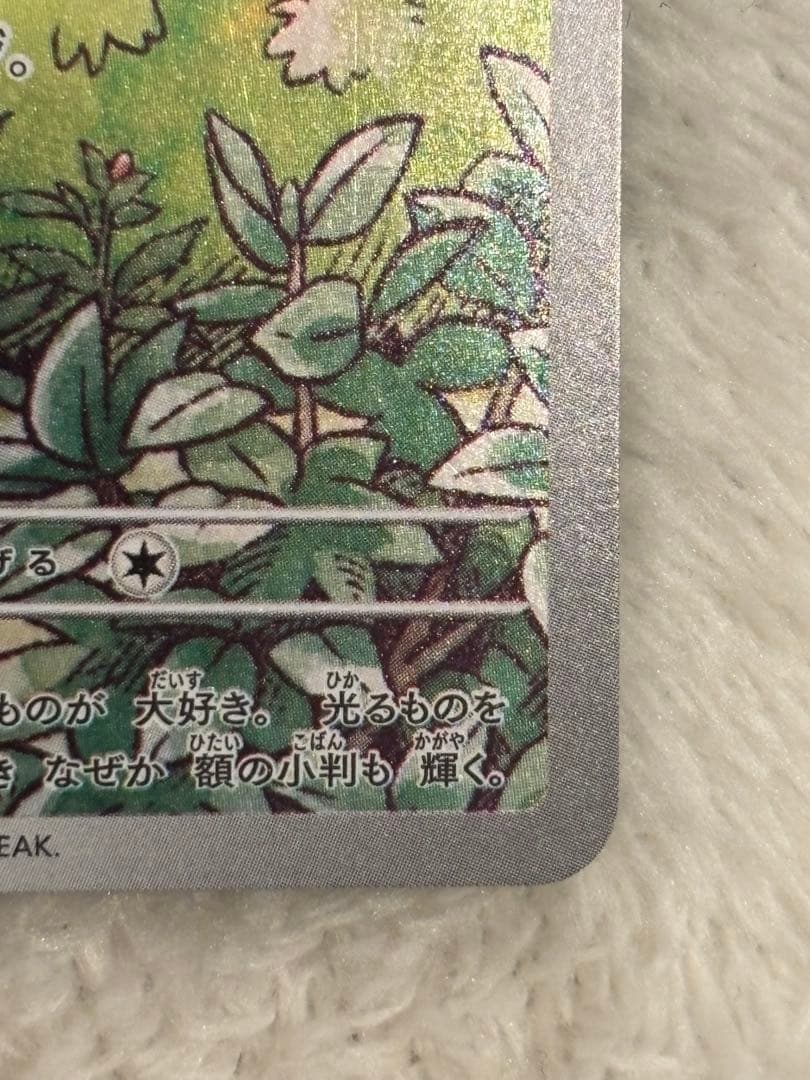 。
げる
ものが 大好き。 光るものを
き なぜか 額の小判も 輝く。
EAK.